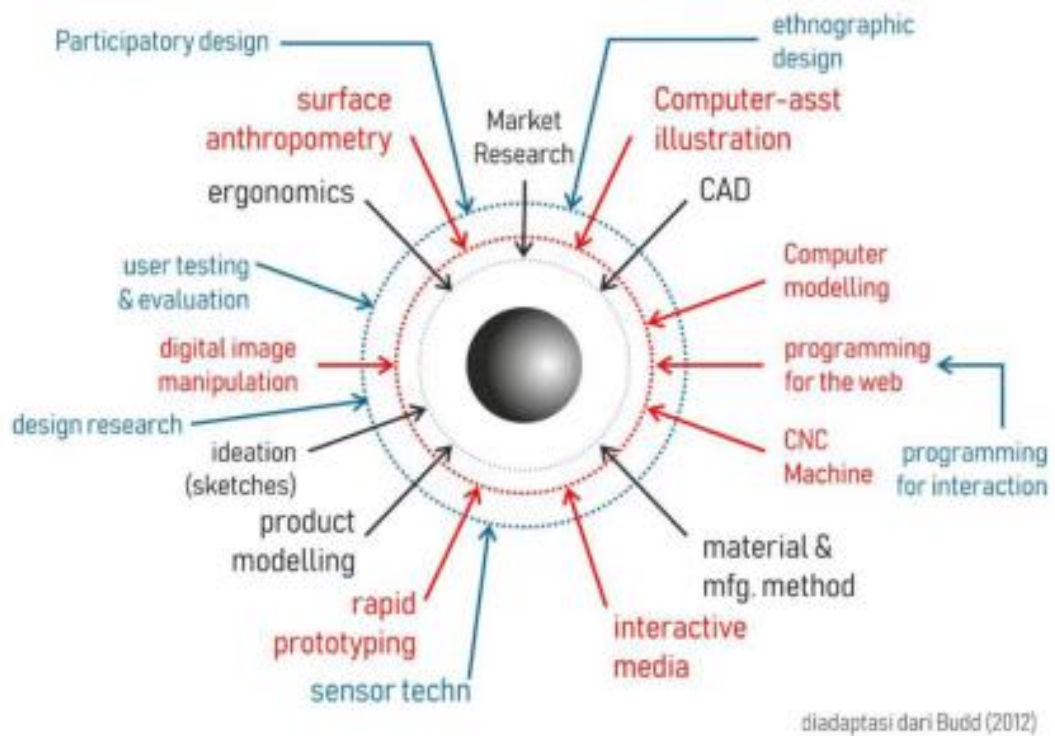 Participatory design
ethnographic
design
surface
anthropometry
Market
Research
Computer-asst
illustration
ergonomics
CAD
user testing
& evaluation
Computer
modelling
digital image
manipulation
programming
for the web
design research
ideation
(sketches)
CNC
Machine
programming
for interaction
product
modelling
material &
mfg. method
rapid
prototyping
interactive
media
sensor techn
diadaptasi dari Budd (2012)